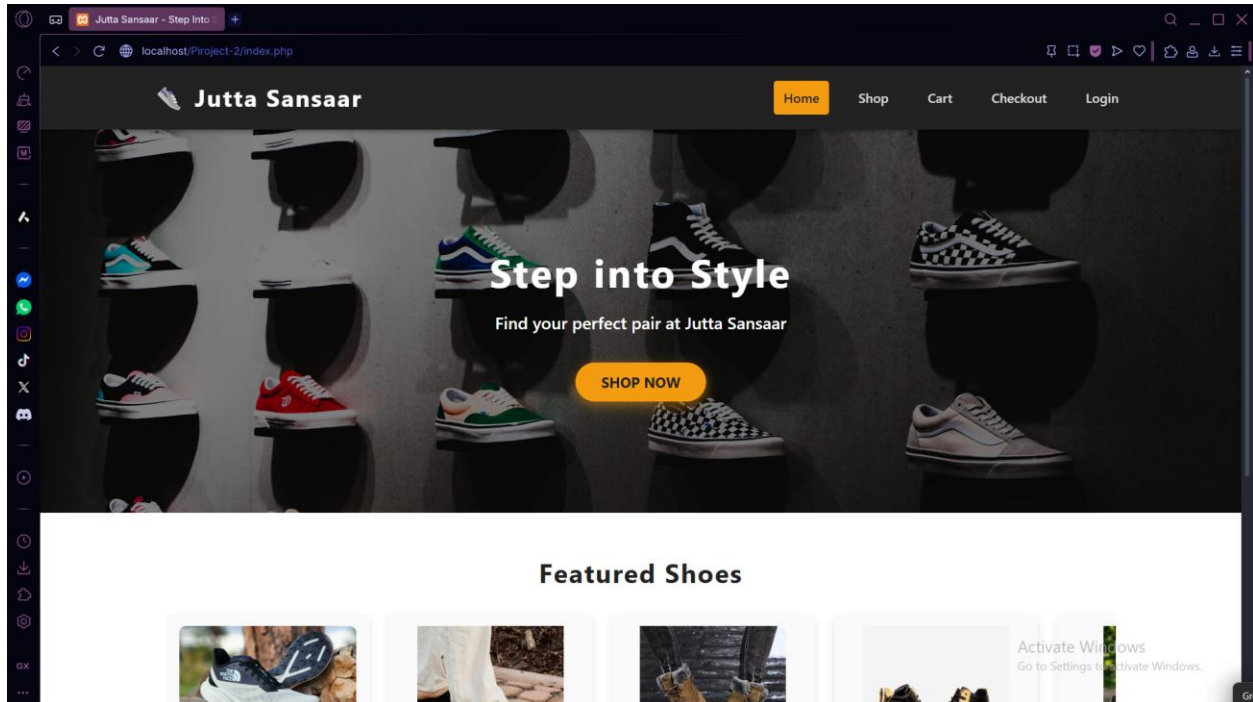 Jutta Sansaar - Step Into S
localhost/Piroject-2/index.php
Jutta Sansaar
Home
Shop
Cart
Checkout
Login
Step into Style
Find your perfect pair at Jutta Sansaar
SHOP NOW
Featured Shoes
Activate Windows
Go to Settings to activate Windows.
GX